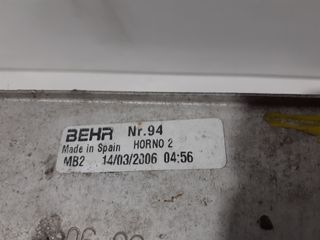 BEHR Nr.94
Made in Spain HORNO 2
MB2 14/03/2006 04:56